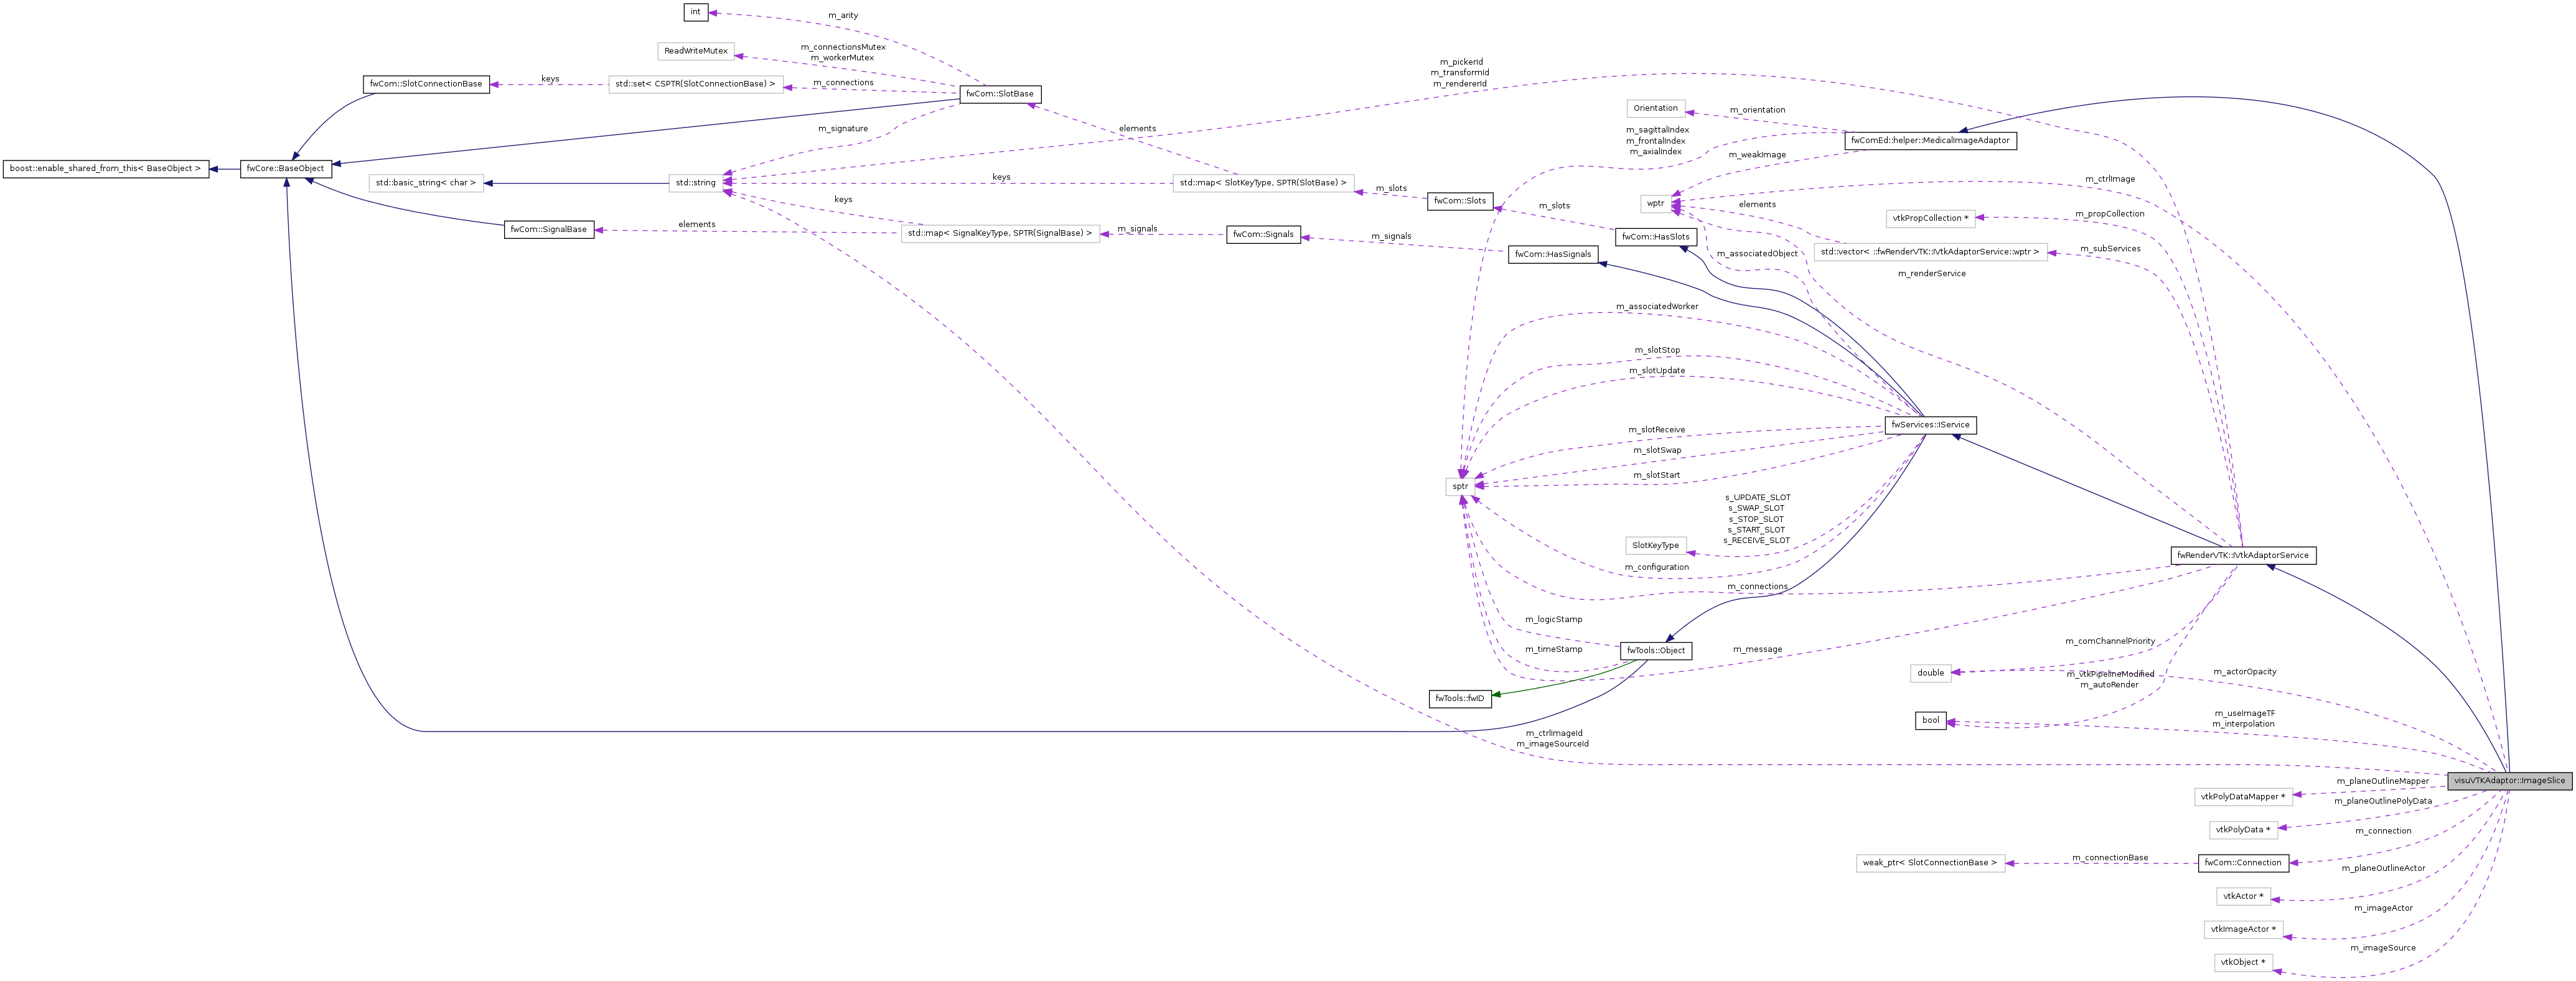 int
m_arity
ReadWriteMutex
m_connectionsMutex
m_workerMutex
fwCom::SlotConnectionBase
keys
std::set< CSPTR(SlotConnectionBase) >
m_connections
fwCom::SlotBase
m_signature
elements
boost::enable_shared_from_this< BaseObject >
fwCore::BaseObject
std::basic_string< char >
std::string
keys
std::map< SlotKeyType, SPTR(SlotBase) >
m_slots
fwCom::Slots
m_slots
fwCom::HasSlots
keys
fwCom::SignalBase
elements
std::map< SignalKeyType, SPTR(SignalBase) >
m_signals
fwCom::Signals
m_signals
fwCom::HasSignals
m_pickerId
m_transformId
m_rendererId
Orientation
m_orientation
m_sagittalIndex
m_frontalIndex
m_axialIndex
fwComEd::helper::MedicalImageAdaptor
m_weakImage
wptr
elements
m_ctrlImage
vtkPropCollection *
m_propCollection
std::vector< ::fwRenderVTK::IVtkAdaptorService::wptr >
m_subServices
m_associatedObject
m_renderService
m_associatedWorker
m_slotStop
m_slotUpdate
m_slotReceive
m_slotSwap
m_slotStart
fwServices::IService
sptr
s_UPDATE_SLOT
s_SWAP_SLOT
s_STOP_SLOT
s_START_SLOT
s_RECEIVE_SLOT
SlotKeyType
m_configuration
m_connections
fwRenderVTK::IVtkAdaptorService
m_logicStamp
m_timeStamp
fwTools::Object
m_message
fwTools::fwID
m_comChannelPriority
double
m_vtkPipelineModified
m_autoRender
m_actorOpacity
bool
m_useImageTF
m_interpolation
m_ctrlImageId
m_imageSourceId
visuVTKAdaptor::ImageSlice
m_planeOutlineMapper
vtkPolyDataMapper *
m_planeOutlinePolyData
vtkPolyData *
m_connection
weak_ptr< SlotConnectionBase >
m_connectionBase
fwCom::Connection
m_planeOutlineActor
vtkActor *
m_imageActor
vtkImageActor *
m_imageSource
vtkObject *